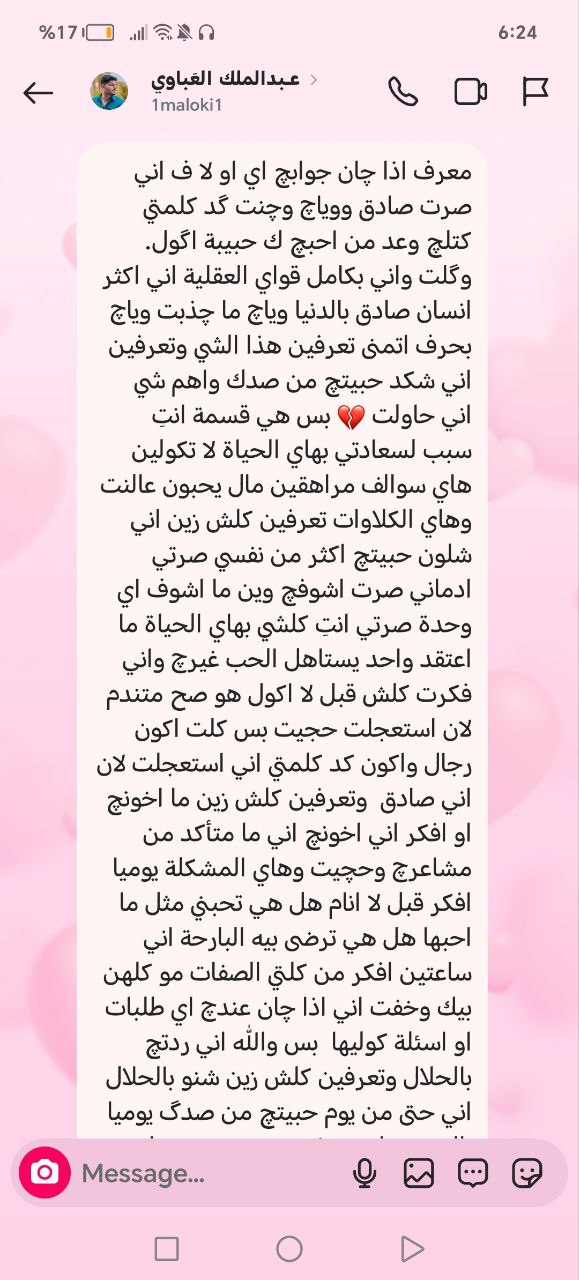 %17
6:24
عبدالملك الغباوي
1maloki1
معرف اذا چان جوابچ اي او لا ف اني
صرت صادق ووياچ وچنت گد كلمتي
كتلچ وعد من احبچ ك حبيبة اگول.
وگلت واني بكامل قواي العقلية اني اكثر
انسان صادق بالدنيا وياچ ما چذبت وياچ
بحرف اتمنى تعرفين هذا الشي وتعرفين
اني شكد حبيتچ من صدك واهم شي
اني حاولت 💔 بس هي قسمة انتِ
سبب لسعادتي بهاي الحياة لا تكولين
هاي سوالف مراهقين مال يحبون عالنت
وهاي الكلاوات تعرفين كلش زين اني
شلون حبيتچ اكثر من نفسي صرتي
ادماني صرت اشوفچ وين ما اشوف اي
وحدة صرتي انتِ كلشي بهاي الحياة ما
اعتقد واحد يستاهل الحب غيرچ واني
فكرت كلش قبل لا اكول هو صح متندم
لان استعجلت حجيت بس كلت اكون
رجال واكون كد كلمتي اني استعجلت لان
اني صادق وتعرفين كلش زين ما اخونچ
او افكر اني اخونچ اني ما متأكد من
مشاعرچ وحچيت وهاي المشكلة يوميا
افكر قبل لا انام هل هي تحبني مثل ما
احبها هل هي ترضى بيه البارحة اني
ساعتين افكر من كلتي الصفات مو كلهن
بيك وخفت اني اذا چان عندچ اي طلبات
او اسئلة كوليها بس والله اني ردتچ
بالحلال وتعرفين كلش زين شنو بالحلال
اني حتى من يوم حبيتچ من صدگ يوميا
Message...